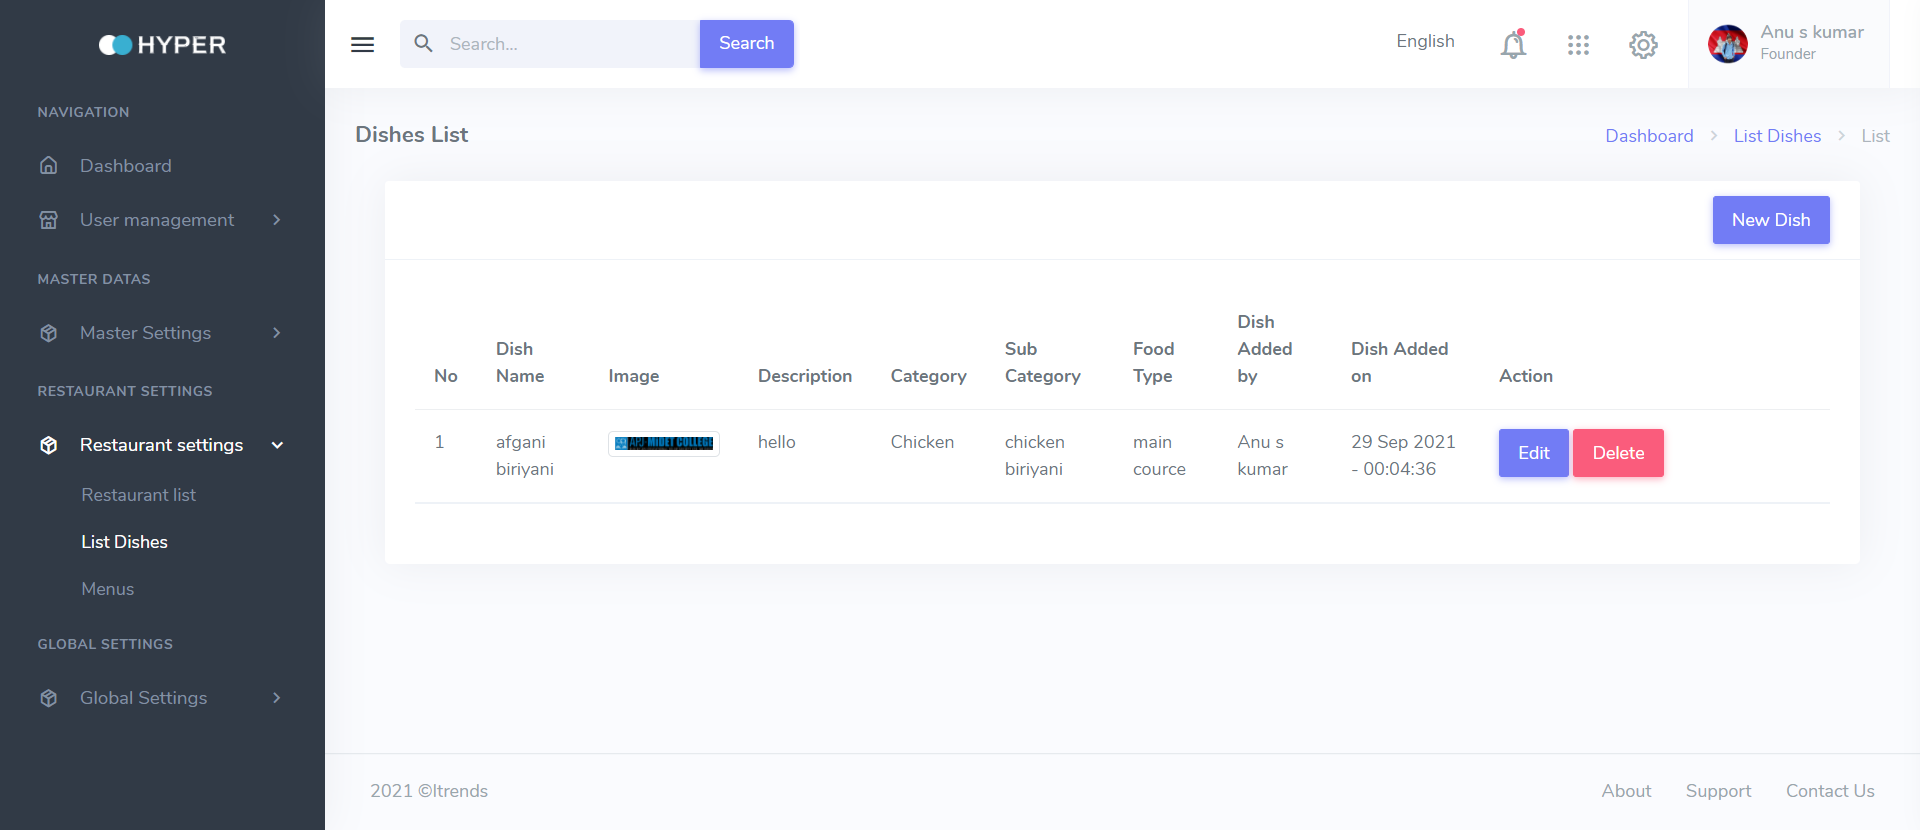 HYPER
NAVIGATION
Dashboard
User management
MASTER DATAS
Master Settings
RESTAURANT SETTINGS
Restaurant settings
Restaurant list
List Dishes
Menus
GLOBAL SETTINGS
Global Settings
Search...
Search
English
Anu s kumar
Founder
Dishes List
Dashboard > List Dishes > List
New Dish
No
Dish
Name
Image
Description
Category
Sub
Category
Food
Type
Dish
Added
by
Dish Added
on
Action
1
afgani
biriyani
COLLEGE
hello
Chicken
chicken
biriyani
main
cource
Anu s
kumar
29 Sep 2021
- 00:04:36
Edit
Delete
2021 ©Itrends
About
Support
Contact Us